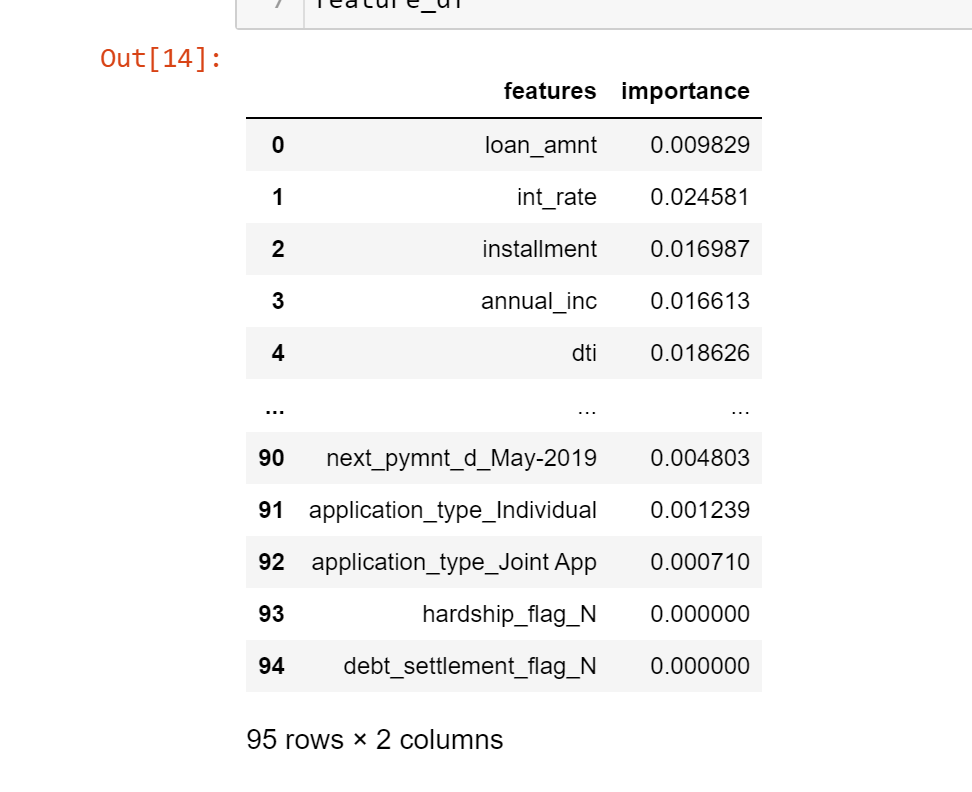 7 feature_df
Out[14]:
features importance
0 loan_amnt 0.009829
1 int_rate 0.024581
2 installment 0.016987
3 annual_inc 0.016613
4 dti 0.018626
... ... ...
90 next_pymnt_d_May-2019 0.004803
91 application_type_Individual 0.001239
92 application_type_Joint App 0.000710
93 hardship_flag_N 0.000000
94 debt_settlement_flag_N 0.000000
95 rows × 2 columns